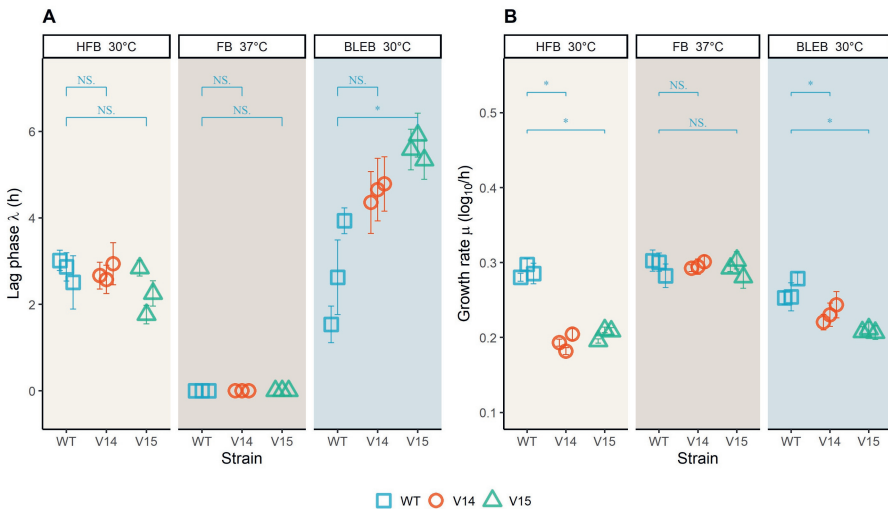 A
HFB 30°C
FB 37°C
BLEB 30°C
Lag phase λ (h)
6
4
2
0
NS.
NS.
NS.
NS.
NS.
*
WT
V14
V15
WT
V14
V15
WT
V14
V15
Strain
B
HFB 30°C
FB 37°C
BLEB 30°C
Growth rate μ (log₁₀/h)
0.5
0.4
0.3
0.2
0.1
*
*
NS.
NS.
*
*
WT
V14
V15
WT
V14
V15
WT
V14
V15
Strain
WT V14 V15